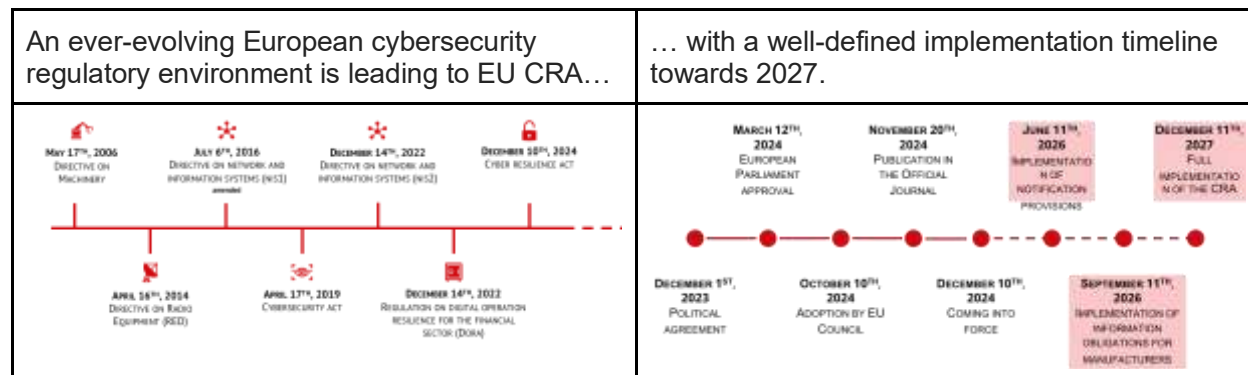 An ever-evolving European cybersecurity
regulatory environment is leading to EU CRA…
… with a well-defined implementation timeline
towards 2027.
MAY 17TH, 2006
DIRECTIVE ON
MACHINERY
JULY 6TH, 2016
DIRECTIVE ON NETWORK AND
INFORMATION SYSTEMS (NIS1)
amended
DECEMBER 14TH, 2022
DIRECTIVE ON NETWORK AND
INFORMATION SYSTEMS (NIS2)
DECEMBER 10TH, 2024
CYBER RESILIENCE ACT
APRIL 16TH, 2014
DIRECTIVE ON RADIO
EQUIPMENT (RED)
APRIL 17TH, 2019
CYBERSECURITY ACT
DECEMBER 14TH, 2022
REGULATION ON DIGITAL OPERATION
RESILIENCE FOR THE FINANCIAL
SECTOR (DORA)
MARCH 12TH,
2024
EUROPEAN
PARLIAMENT
APPROVAL
NOVEMBER 20TH,
2024
PUBLICATION IN
THE OFFICIAL
JOURNAL
JUNE 11TH,
2026
IMPLEMENTATIO
N OF
NOTIFICATION
PROVISIONS
DECEMBER 11TH,
2027
FULL
IMPLEMENTATIO
N OF THE CRA
DECEMBER 1ST,
2023
POLITICAL
AGREEMENT
OCTOBER 10TH,
2024
ADOPTION BY EU
COUNCIL
DECEMBER 10TH,
2024
COMING INTO
FORCE
SEPTEMBER 11TH,
2026
IMPLEMENTATION OF
INFORMATION
OBLIGATIONS FOR
MANUFACTURERS